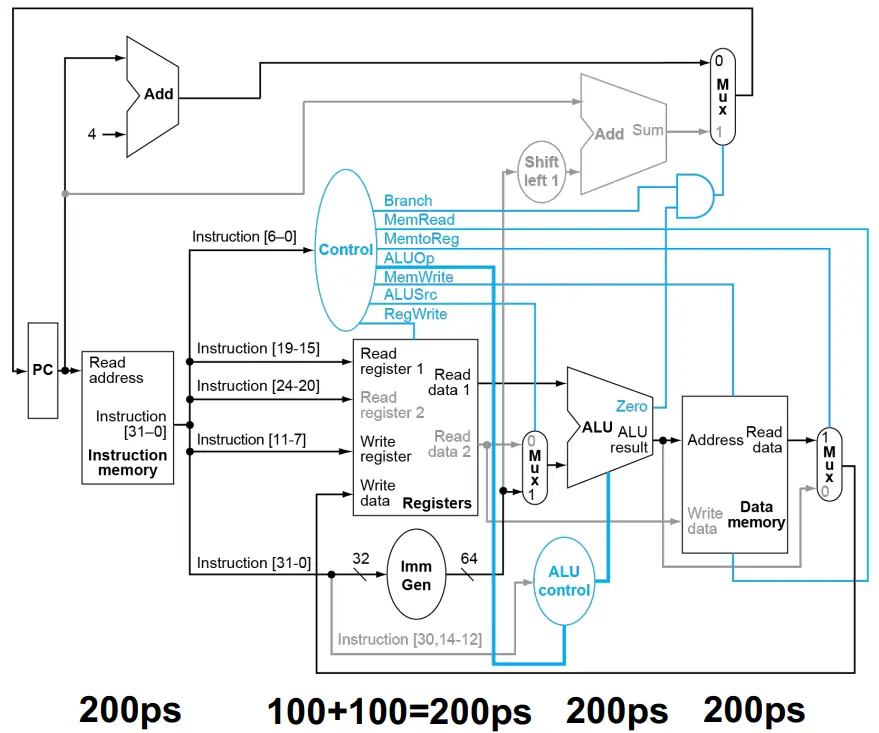 Add
4
0
Mux
1
Add Sum
Shift
left 1
Branch
MemRead
MemtoReg
ALUOp
MemWrite
ALUSrc
RegWrite
Control
Instruction [6–0]
PC
Read
address
Instruction
[31–0]
Instruction
memory
Instruction [19-15]
Instruction [24-20]
Instruction [11-7]
Instruction [31-0]
Read
register 1
Read
register 2
Write
register
Write
data
Read
data 1
Read
data 2
Registers
0
Mux
1
Zero
ALU
ALU
result
Address
Read
data
Write
data
Data
memory
1
Mux
0
32
Imm
Gen
64
ALU
control
Instruction [30,14-12]
200ps
100+100=200ps
200ps
200ps